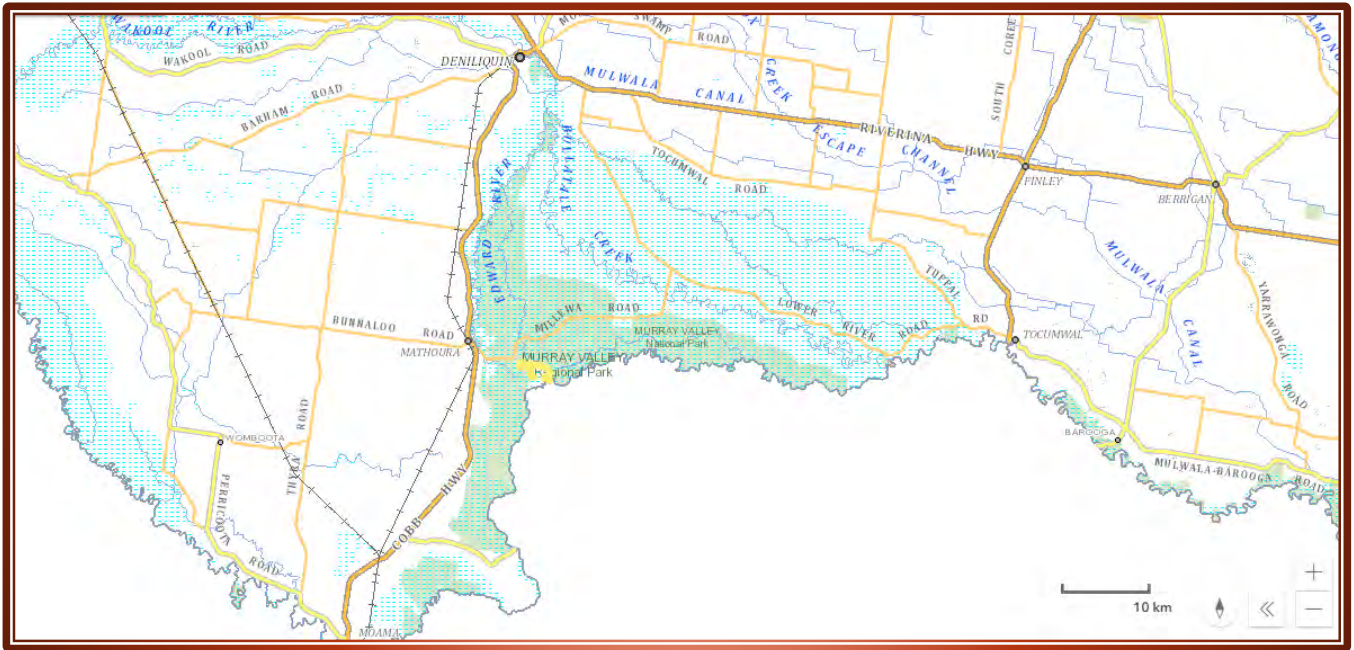 WAKOOL RIVER
WAKOOL ROAD
SWAMP ROAD
DENILIQUIN
BARHAM ROAD
MULWALA CANAL
CREEK
SOUTH COREE
RIVERINA HWY
ESCAPE CHANNEL
FINLEY
BERRIGAN
TOCUMWAL ROAD
BULLATALE CREEK
EDWARD RIVER
MULWALA CANAL
TUPPAL RD
YARRAWONGA ROAD
LOWER RIVER ROAD
MILLEWA ROAD
BUNNALOO ROAD
MATHOURA
MURRAY VALLEY
National Park
MURRAY VALLEY
Regional Park
TOCUMWAL
WOMBOOTA
THYRA ROAD
PERRICOOTA ROAD
COBB HWY
BAROOGA
MULWALA-BAROOGA ROAD
MOAMA
10 km